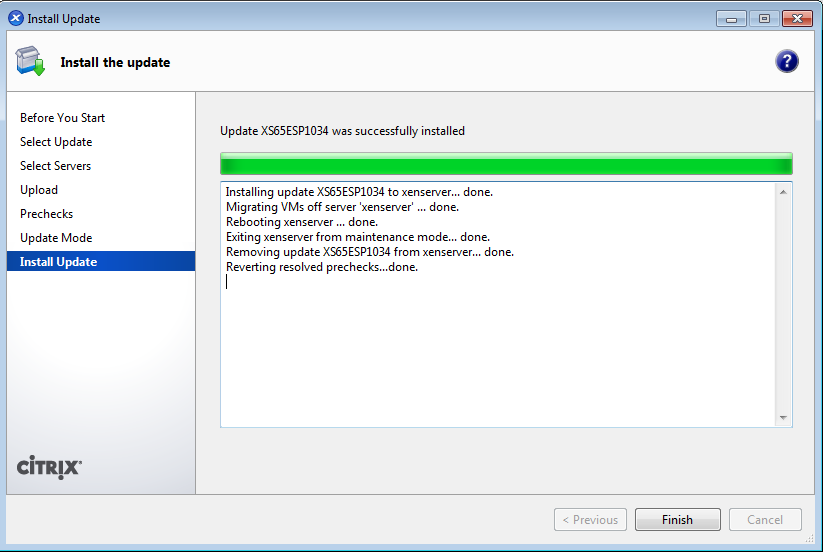 Install Update
Install the update
?
Before You Start
Select Update
Select Servers
Upload
Prechecks
Update Mode
Install Update
CİTRIX®
Update XS65ESP1034 was successfully installed
Installing update XS65ESP1034 to xenserver... done.
Migrating VMs off server 'xenserver' ... done.
Rebooting xenserver ... done.
Exiting xenserver from maintenance mode... done.
Removing update XS65ESP1034 from xenserver... done.
Reverting resolved prechecks...done.
< Previous
Finish
Cancel